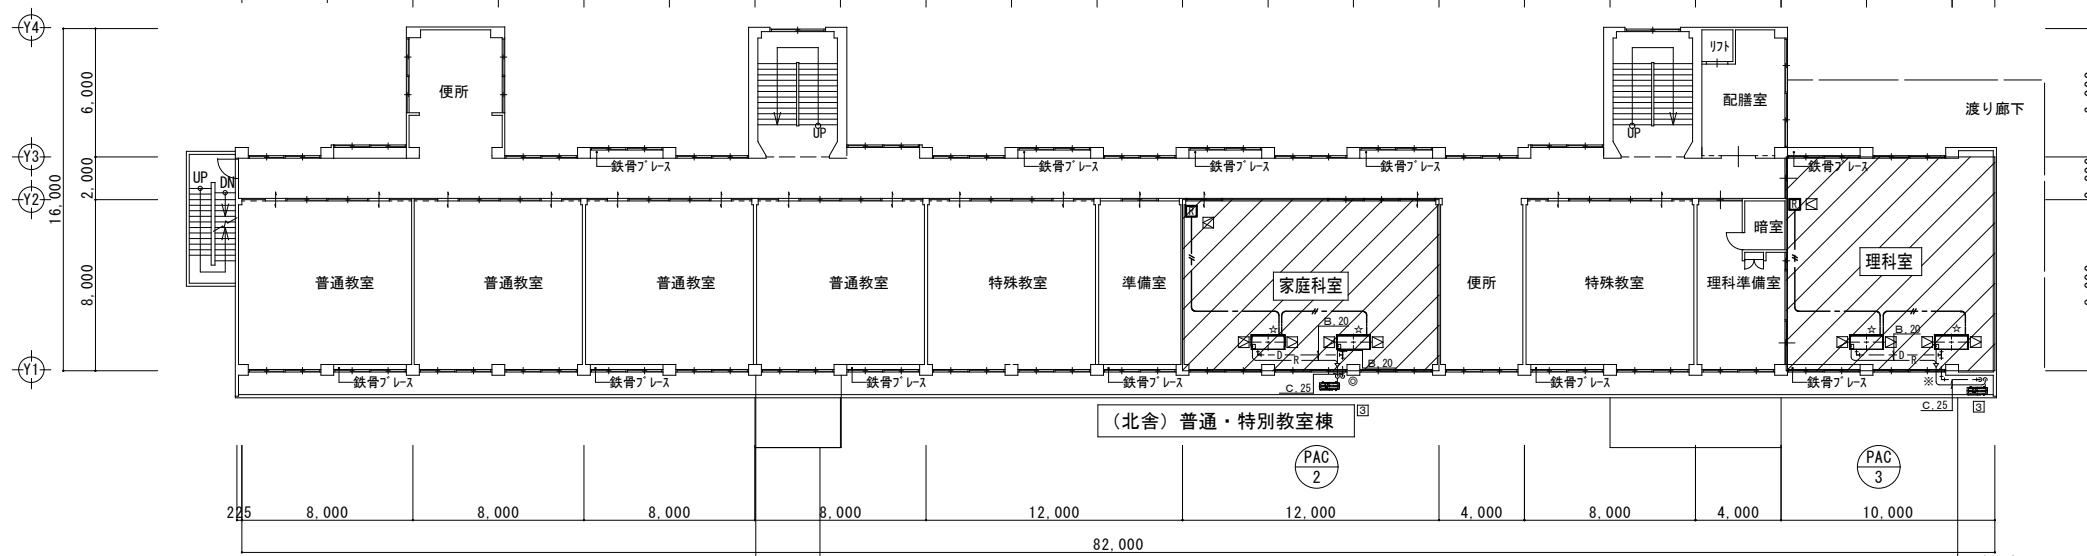 Y4
リフト
便所
配膳室
渡り廊下
6,000
UP
UP
Y3
鉄骨ブレース
鉄骨ブレース
鉄骨ブレース
鉄骨ブレース
鉄骨ブレース
2,000
UP
DN
16,000
Y2
R
暗室
8,000
普通教室
普通教室
普通教室
普通教室
特殊教室
準備室
家庭科室
便所
特殊教室
理科準備室
理科室
☆
B.20
☆
☆
B.20
☆
D
R
D
R
B.20
Y1
鉄骨ブレース
鉄骨ブレース
鉄骨ブレース
鉄骨ブレース
C.25
◎
鉄骨ブレース
鉄骨ブレース
※
C.25
3
(北舎)普通・特別教室棟
3
PAC
2
PAC
3
225
8,000
8,000
8,000
8,000
12,000
12,000
4,000
8,000
4,000
10,000
82,000